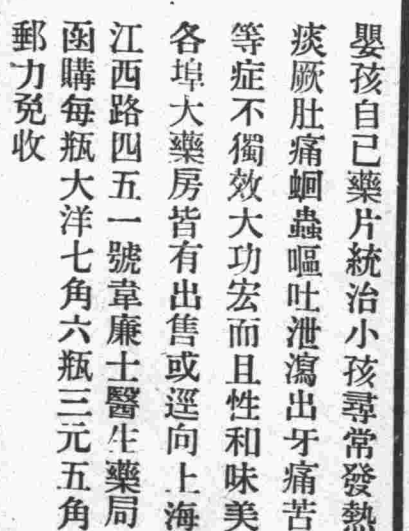 嬰孩自己藥片統治小孩尋常發熱
痰厥肚痛蛔蟲嘔吐泄瀉出牙痛苦
等症不獨效大功宏而且性和味美
各埠大藥房皆有出售或逕向上海
江西路四五一號韋廉士醫生藥局
函購每瓶大洋七角六瓶三元五角
郵力免收